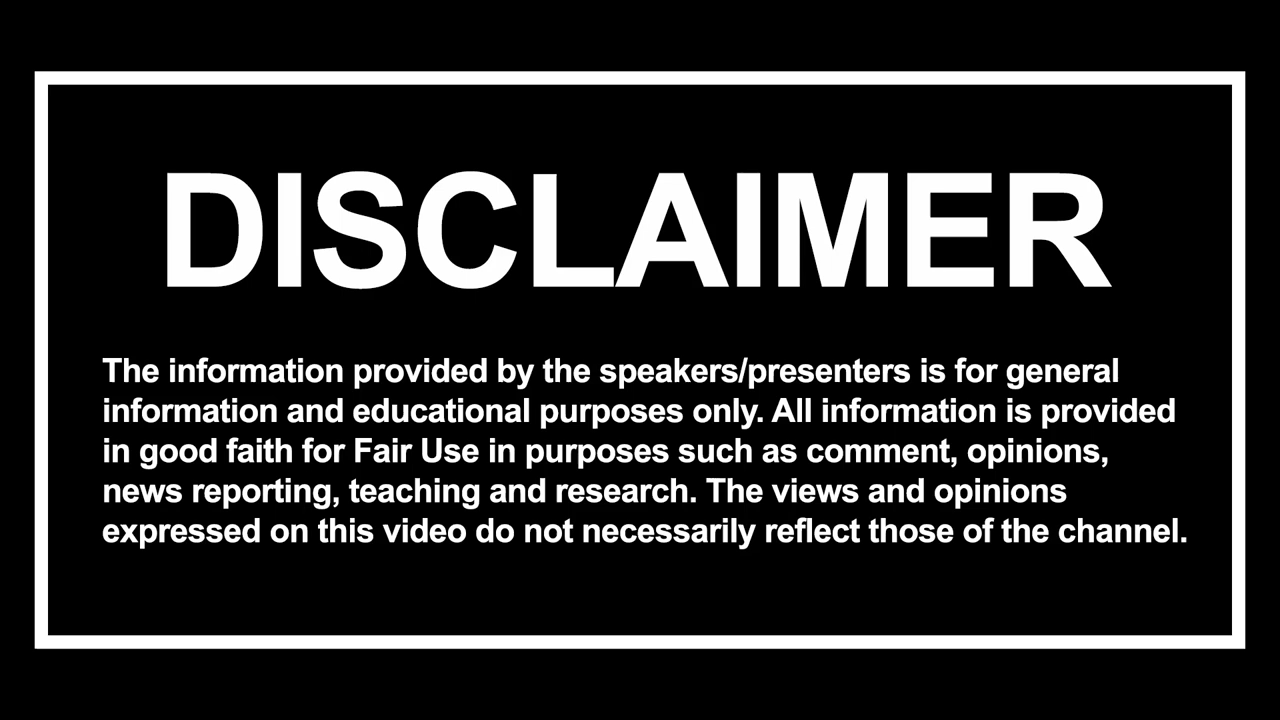 DISCLAIMER
The information provided by the speakers/presenters is for general
information and educational purposes only. All information is provided
in good faith for Fair Use in purposes such as comment, opinions,
news reporting, teaching and research. The views and opinions
expressed on this video do not necessarily reflect those of the channel.